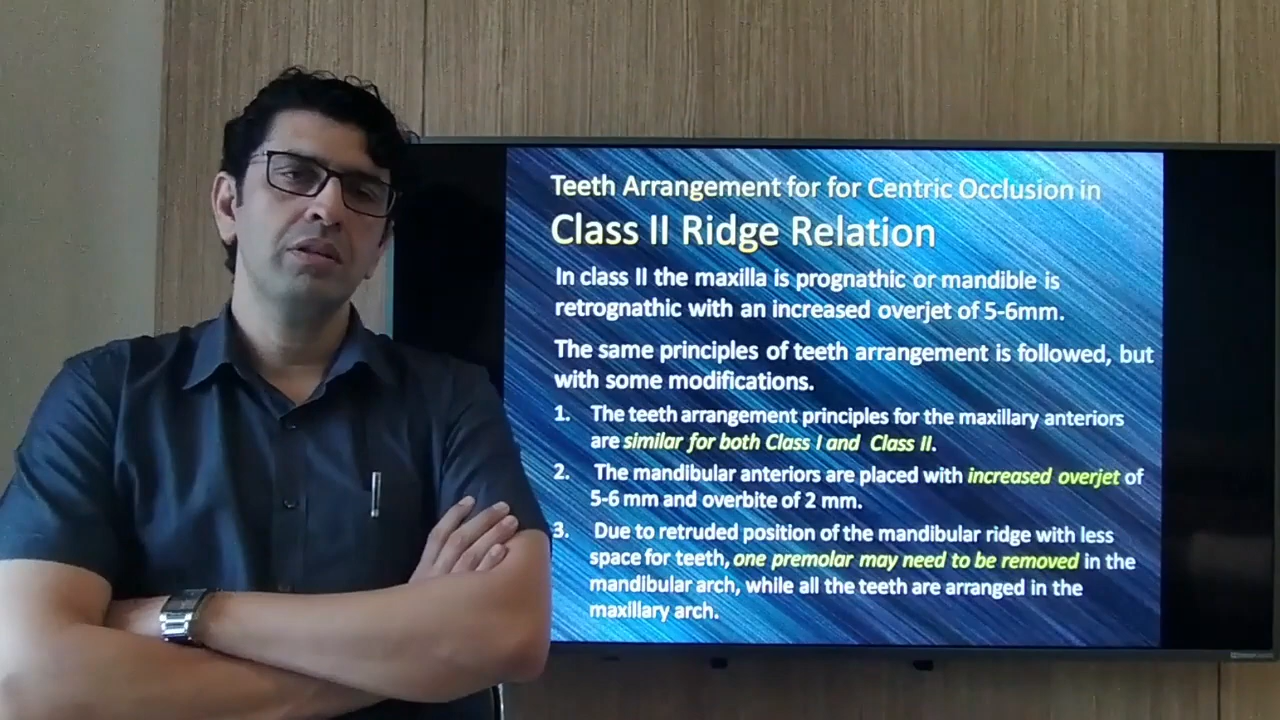 Teeth Arrangement for for Centric Occlusion in
Class II Ridge Relation
In class II the maxilla is prognathic or mandible is
retrognathic with an increased overjet of 5-6mm.
The same principles of teeth arrangement is followed, but
with some modifications.
1. The teeth arrangement principles for the maxillary anteriors
are similar for both Class I and Class II.
2. The mandibular anteriors are placed with increased overjet of
5-6 mm and overbite of 2 mm.
3. Due to retruded position of the mandibular ridge with less
space for teeth, one premolar may need to be removed in the
mandibular arch, while all the teeth are arranged in the
maxillary arch.